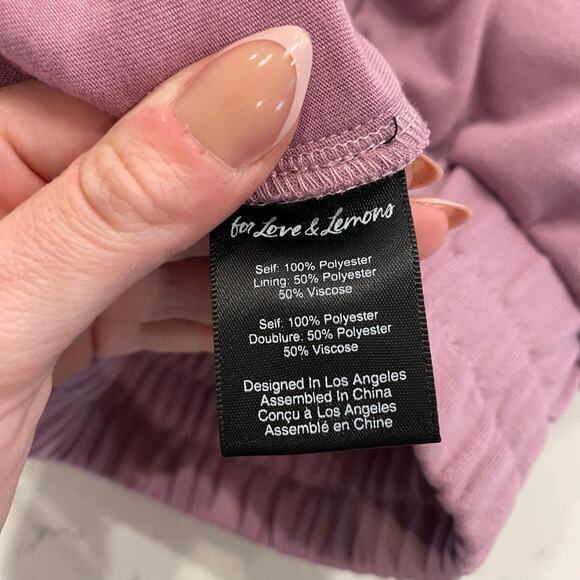 for Love & Lemons
Self: 100% Polyester
Lining: 50% Polyester
50% Viscose
Self: 100% Polyester
Doublure: 50% Polyester
50% Viscose
Designed In Los Angeles
Assembled In China
Conçu à Los Angeles
Assemblé en Chine